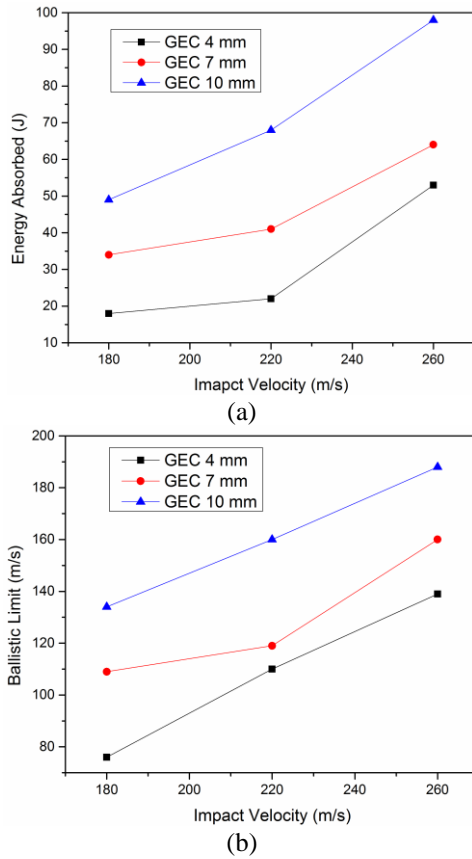 100
90
80
70
60
50
40
30
20
10
Energy Absorbed (J)
GEC 4 mm
GEC 7 mm
GEC 10 mm
180 200 220 240 260
Imapct Velocity (m/s)
(a)
200
180
160
140
120
100
80
Ballistic Limit (m/s)
GEC 4 mm
GEC 7 mm
GEC 10 mm
180 200 220 240 260
Impact Velocity (m/s)
(b)